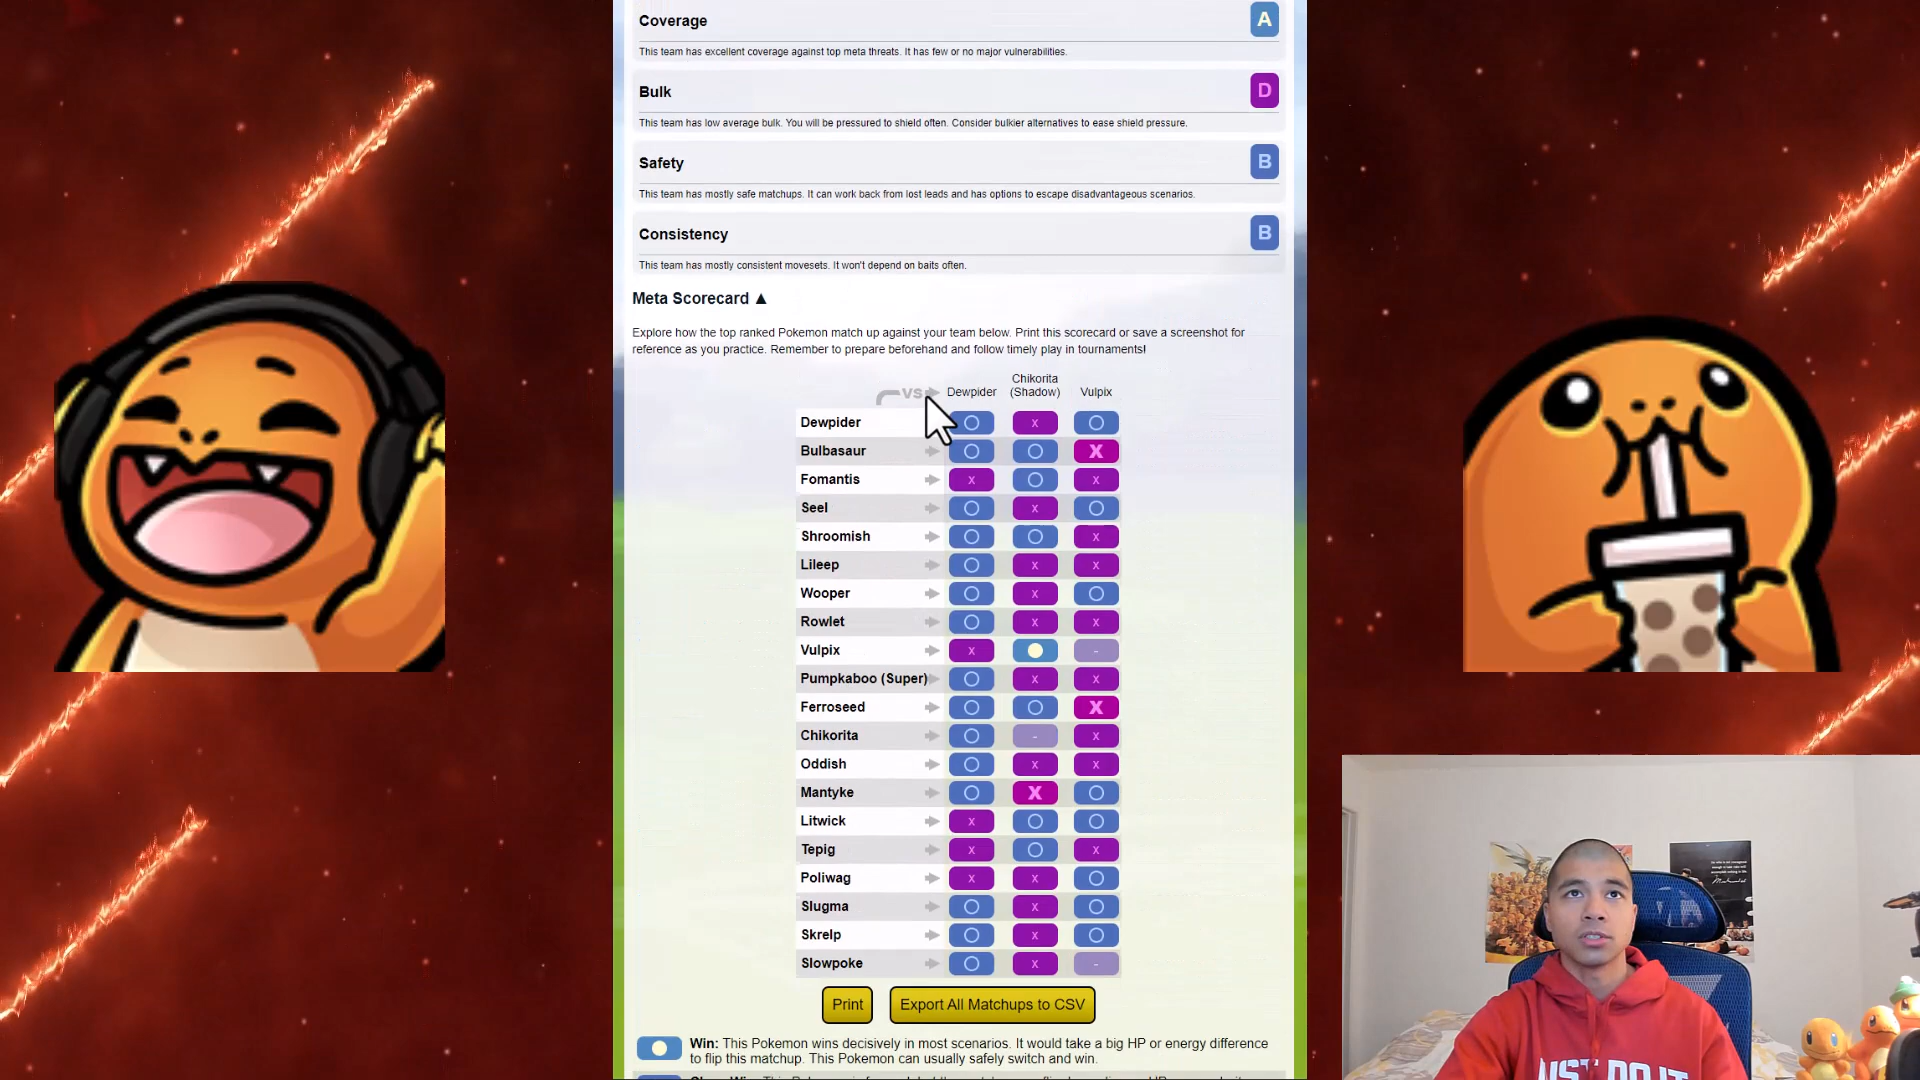 Coverage A
This team has excellent coverage against top meta threats. It has few or no major vulnerabilities.
Bulk D
This team has low average bulk. You will be pressured to shield often. Consider bulkier alternatives to ease shield pressure.
Safety B
This team has mostly safe matchups. It can work back from lost leads and has options to escape disadvantageous scenarios.
Consistency B
This team has mostly consistent movesets. It won't depend on baits often.
Meta Scorecard ▲
Explore how the top ranked Pokemon match up against your team below. Print this scorecard or save a screenshot for
reference as you practice. Remember to prepare beforehand and follow timely play in tournaments!
VS Dewpider Chikorita (Shadow) Vulpix
Dewpider x
Bulbasaur X
Fomantis x x
Seel x
Shroomish x
Lileep x x
Wooper x
Rowlet x x
Vulpix x -
Pumpkaboo (Super) x x
Ferroseed X
Chikorita - x
Oddish x x
Mantyke X
Litwick x
Tepig x x
Poliwag x x
Slugma x
Skrelp x
Slowpoke x -
Print Export All Matchups to CSV
Win: This Pokemon wins decisively in most scenarios. It would take a big HP or energy difference
to flip this matchup. This Pokemon can usually safely switch and win.
JUST DO IT